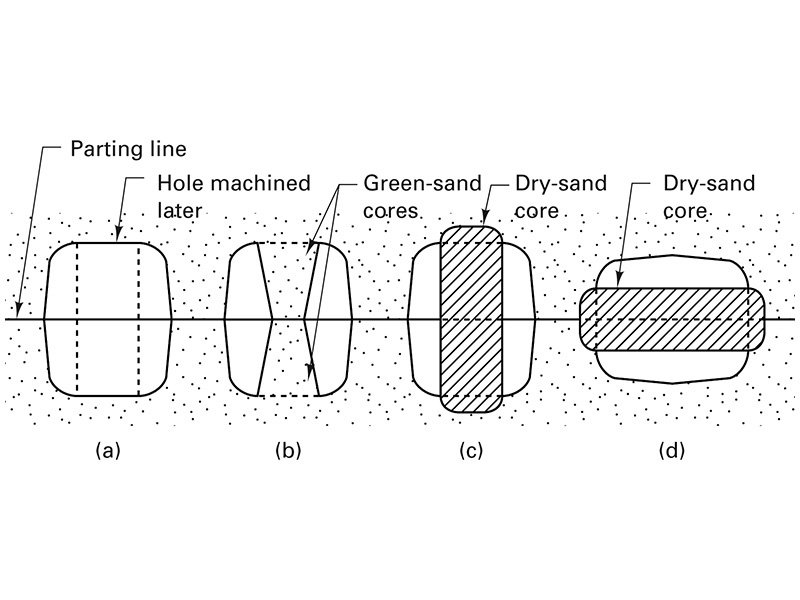 Parting line
Hole machined
later
Green-sand
cores
Dry-sand
core
Dry-sand
core
(a)
(b)
(c)
(d)